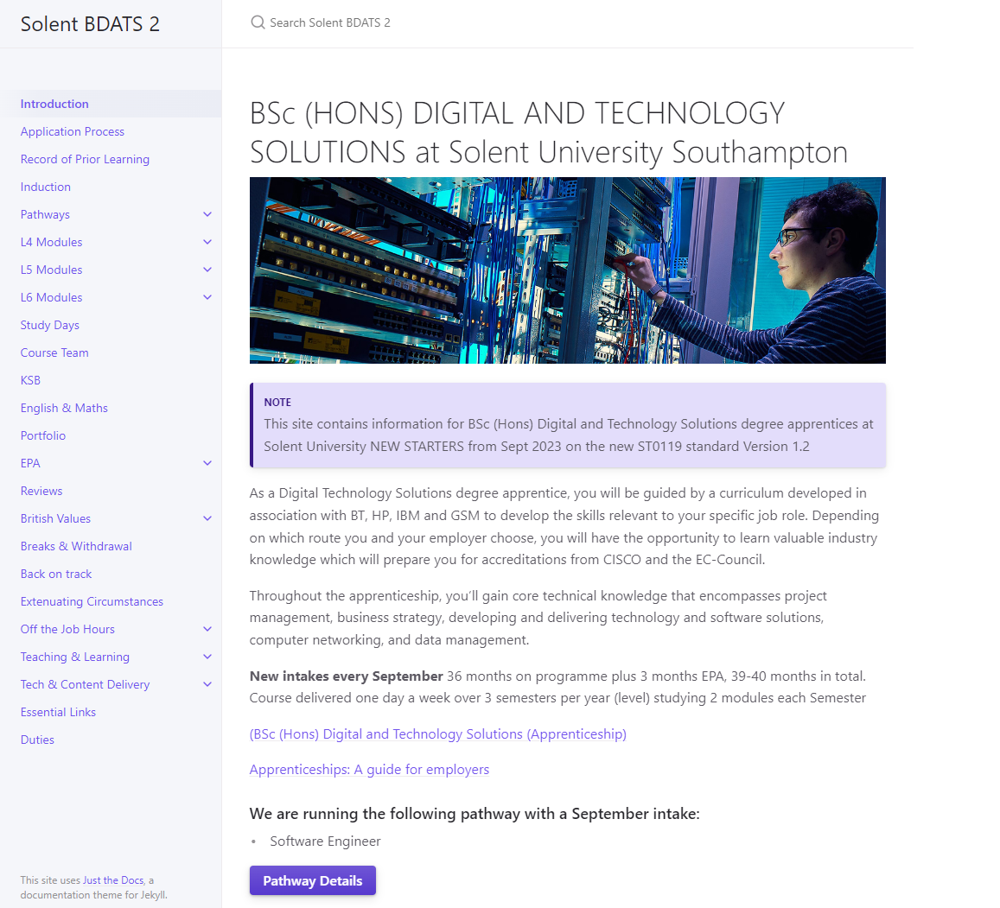 Solent BDATS 2
Search Solent BDATS 2
Introduction
Application Process
Record of Prior Learning
Induction
Pathways
L4 Modules
L5 Modules
L6 Modules
Study Days
Course Team
KSB
English & Maths
Portfolio
EPA
Reviews
British Values
Breaks & Withdrawal
Back on track
Extenuating Circumstances
Off the Job Hours
Teaching & Learning
Tech & Content Delivery
Essential Links
Duties
This site uses Just the Docs, a
documentation theme for Jekyll.
BSc (HONS) DIGITAL AND TECHNOLOGY
SOLUTIONS at Solent University Southampton
NOTE
This site contains information for BSc (Hons) Digital and Technology Solutions degree apprentices at
Solent University NEW STARTERS from Sept 2023 on the new ST0119 standard Version 1.2
As a Digital Technology Solutions degree apprentice, you will be guided by a curriculum developed in
association with BT, HP, IBM and GSM to develop the skills relevant to your specific job role. Depending
on which route you and your employer choose, you will have the opportunity to learn valuable industry
knowledge which will prepare you for accreditations from CISCO and the EC-Council.
Throughout the apprenticeship, you’ll gain core technical knowledge that encompasses project
management, business strategy, developing and delivering technology and software solutions,
computer networking, and data management.
New intakes every September 36 months on programme plus 3 months EPA, 39-40 months in total.
Course delivered one day a week over 3 semesters per year (level) studying 2 modules each Semester
(BSc (Hons) Digital and Technology Solutions (Apprenticeship)
Apprenticeships: A guide for employers
We are running the following pathway with a September intake:
• Software Engineer
Pathway Details